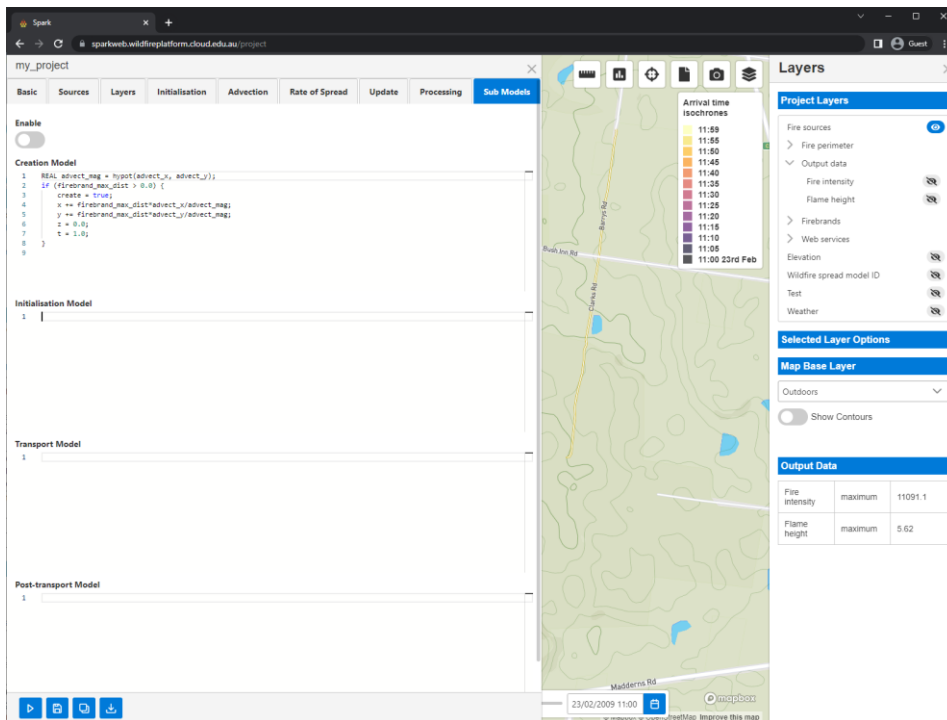 Spark
sparkweb.wildfireplatform.cloud.edu.au/project
Guest
my_project
Basic
Sources
Layers
Initialisation
Advection
Rate of Spread
Update
Processing
Sub Models
Enable
Creation Model
1 REAL advect_mag = hypot(advect_x, advect_y);
2 if (firebrand_max_dist > 0.0) {
3 create = true;
4 x += firebrand_max_dist*advect_x/advect_mag;
5 y += firebrand_max_dist*advect_y/advect_mag;
6 z = 0.0;
7 t = 1.0;
8 }
9
Initialisation Model
1
Transport Model
1
Post-transport Model
1
Arrival time
isochrones
11:59
11:55
11:50
11:45
11:40
11:35
11:30
11:25
11:20
11:15
11:10
11:05
11:00 23rd Feb
Barrys Rd
Bush Inn Rd
Clarks Rd
Madderns Rd
23/02/2009 11:00
mapbox
© Mapbox © OpenStreetMap Improve this map
Layers
Project Layers
Fire sources
Fire perimeter
Output data
Fire intensity
Flame height
Firebrands
Web services
Elevation
Wildfire spread model ID
Test
Weather
Selected Layer Options
Map Base Layer
Outdoors
Show Contours
Output Data
Fire intensity maximum 11091.1
Flame height maximum 5.62